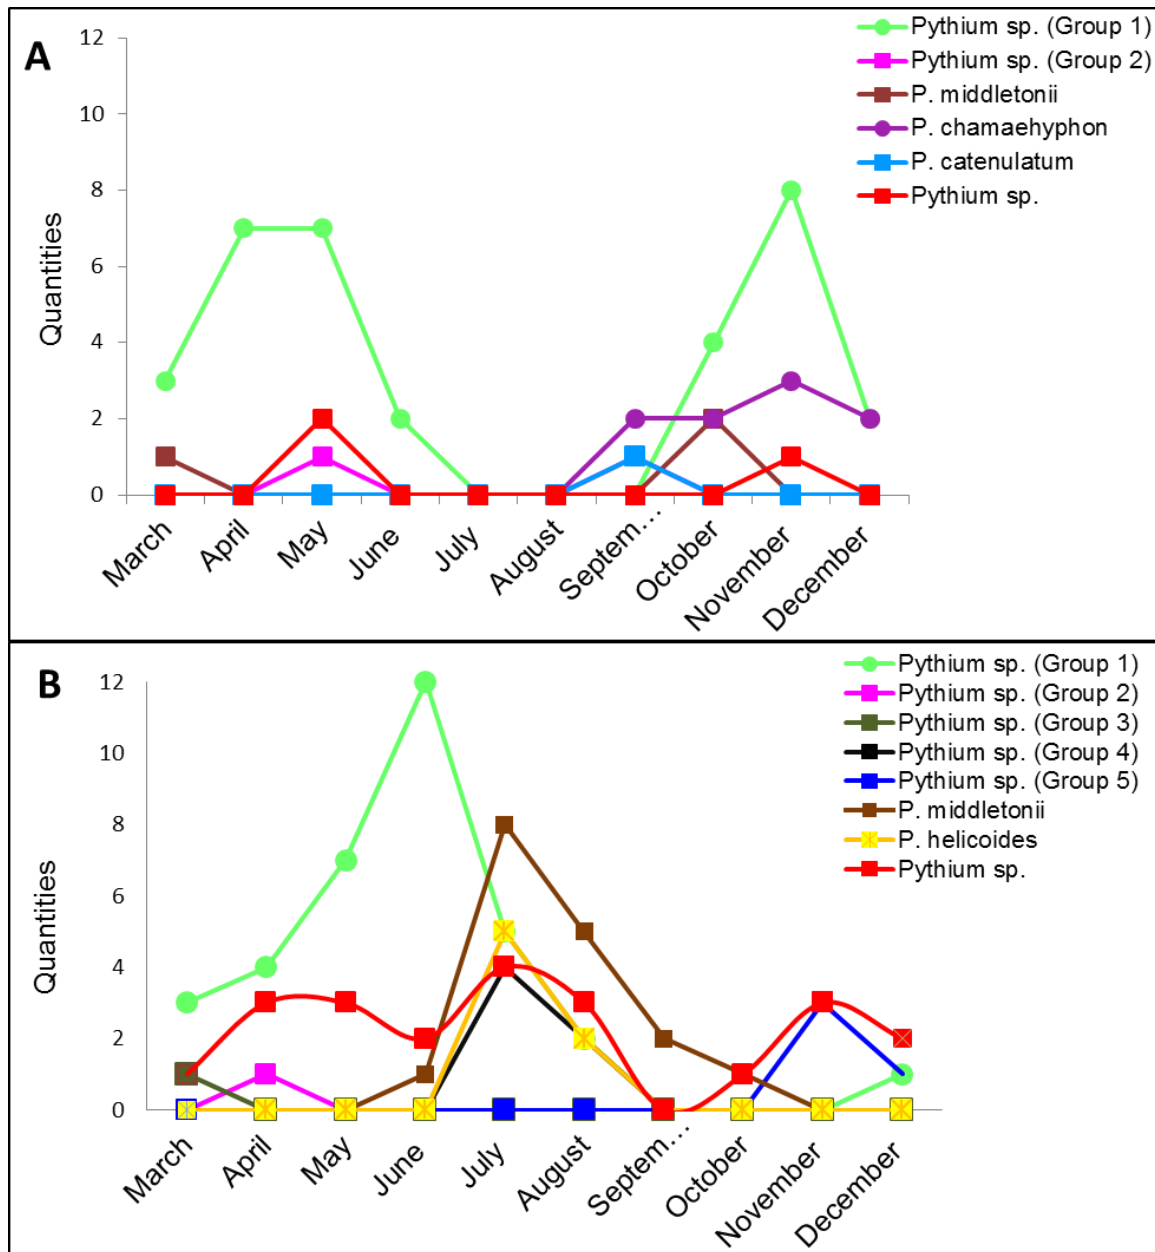 A
12
10
8
6
4
2
0
Quantities
March
April
May
June
July
August
Septem...
October
November
December
Pythium sp. (Group 1)
Pythium sp. (Group 2)
P. middletonii
P. chamaehyphon
P. catenulatum
Pythium sp.
B
12
10
8
6
4
2
0
Quantities
March
April
May
June
July
August
Septem...
October
November
December
Pythium sp. (Group 1)
Pythium sp. (Group 2)
Pythium sp. (Group 3)
Pythium sp. (Group 4)
Pythium sp. (Group 5)
P. middletonii
P. helicoides
Pythium sp.